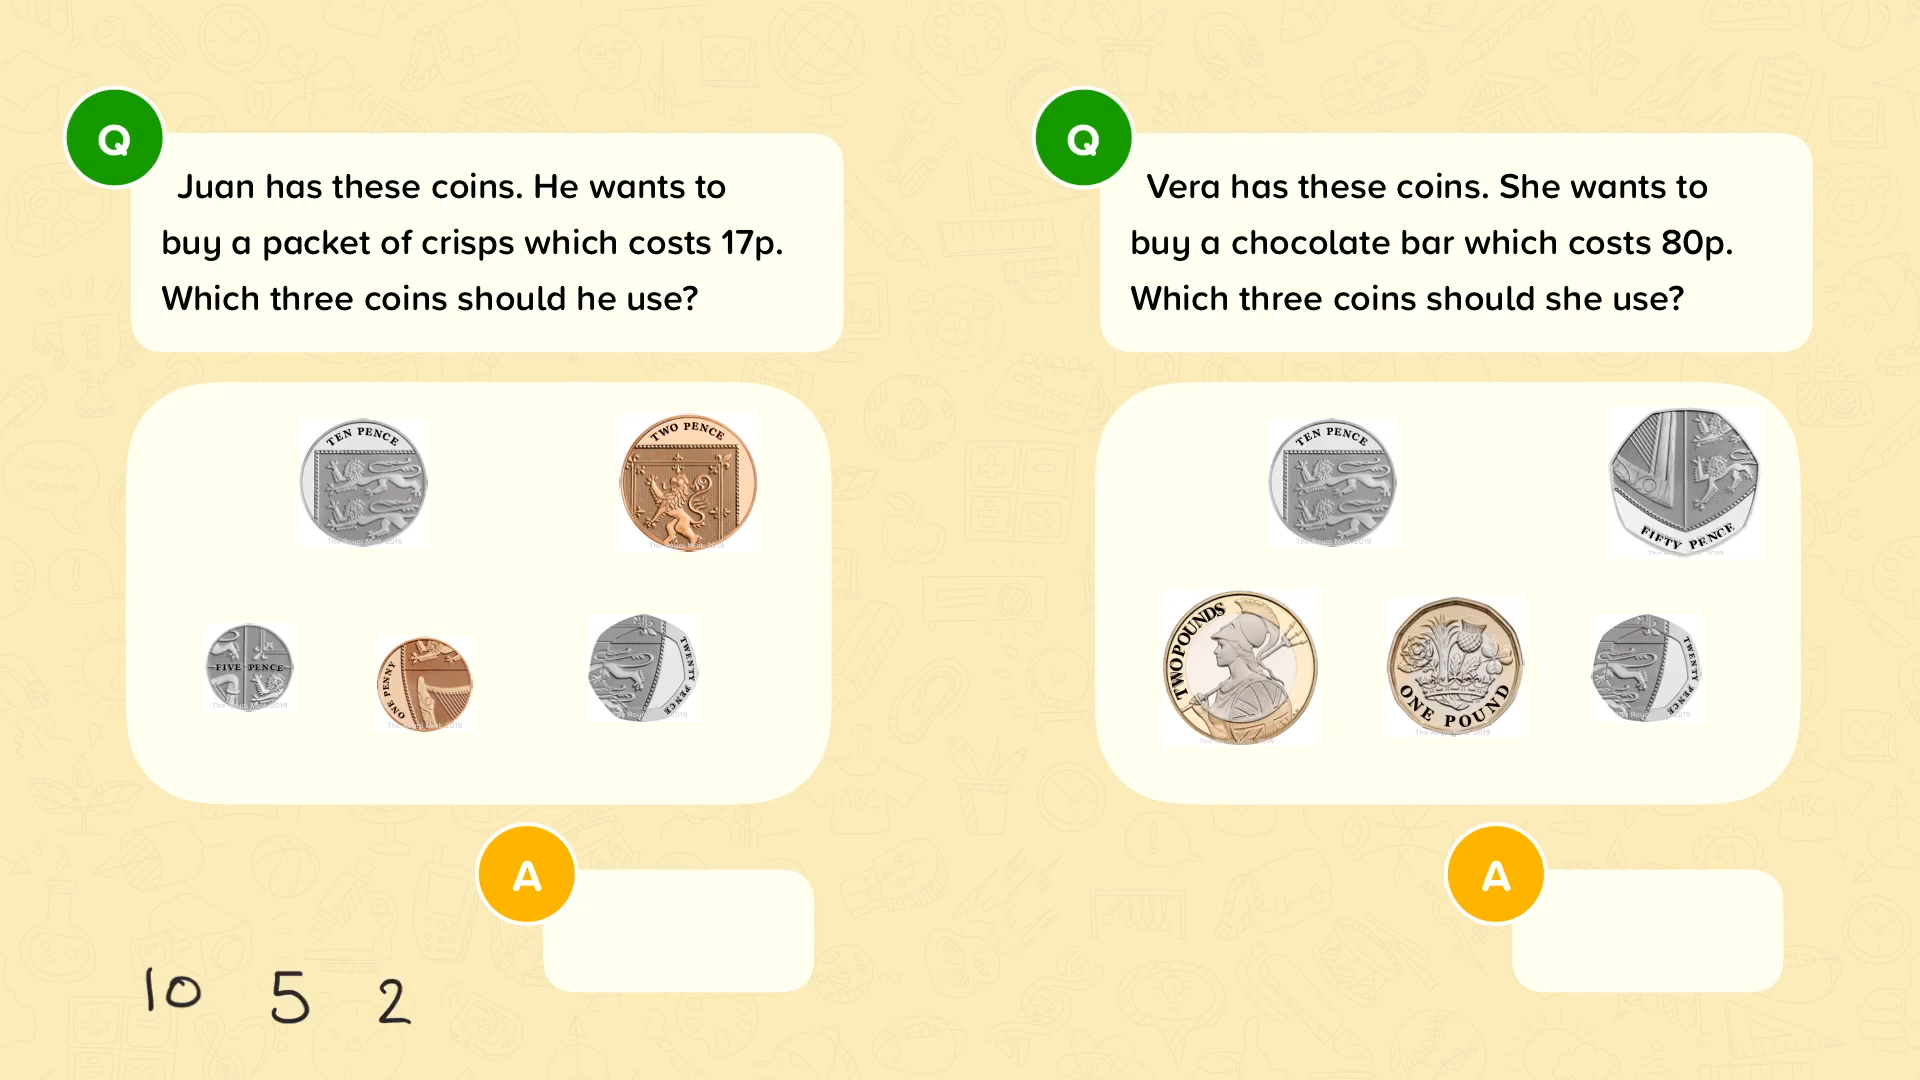 Q
Juan has these coins. He wants to
buy a packet of crisps which costs 17p.
Which three coins should he use?
TEN PENCE
TWO PENCE
FIVE PENCE
ONE PENNY
TWENTY PENCE
A
10 5 2
Q
Vera has these coins. She wants to
buy a chocolate bar which costs 80p.
Which three coins should she use?
TEN PENCE
FIFTY PENCE
TWO POUNDS
ONE POUND
TWENTY PENCE
A